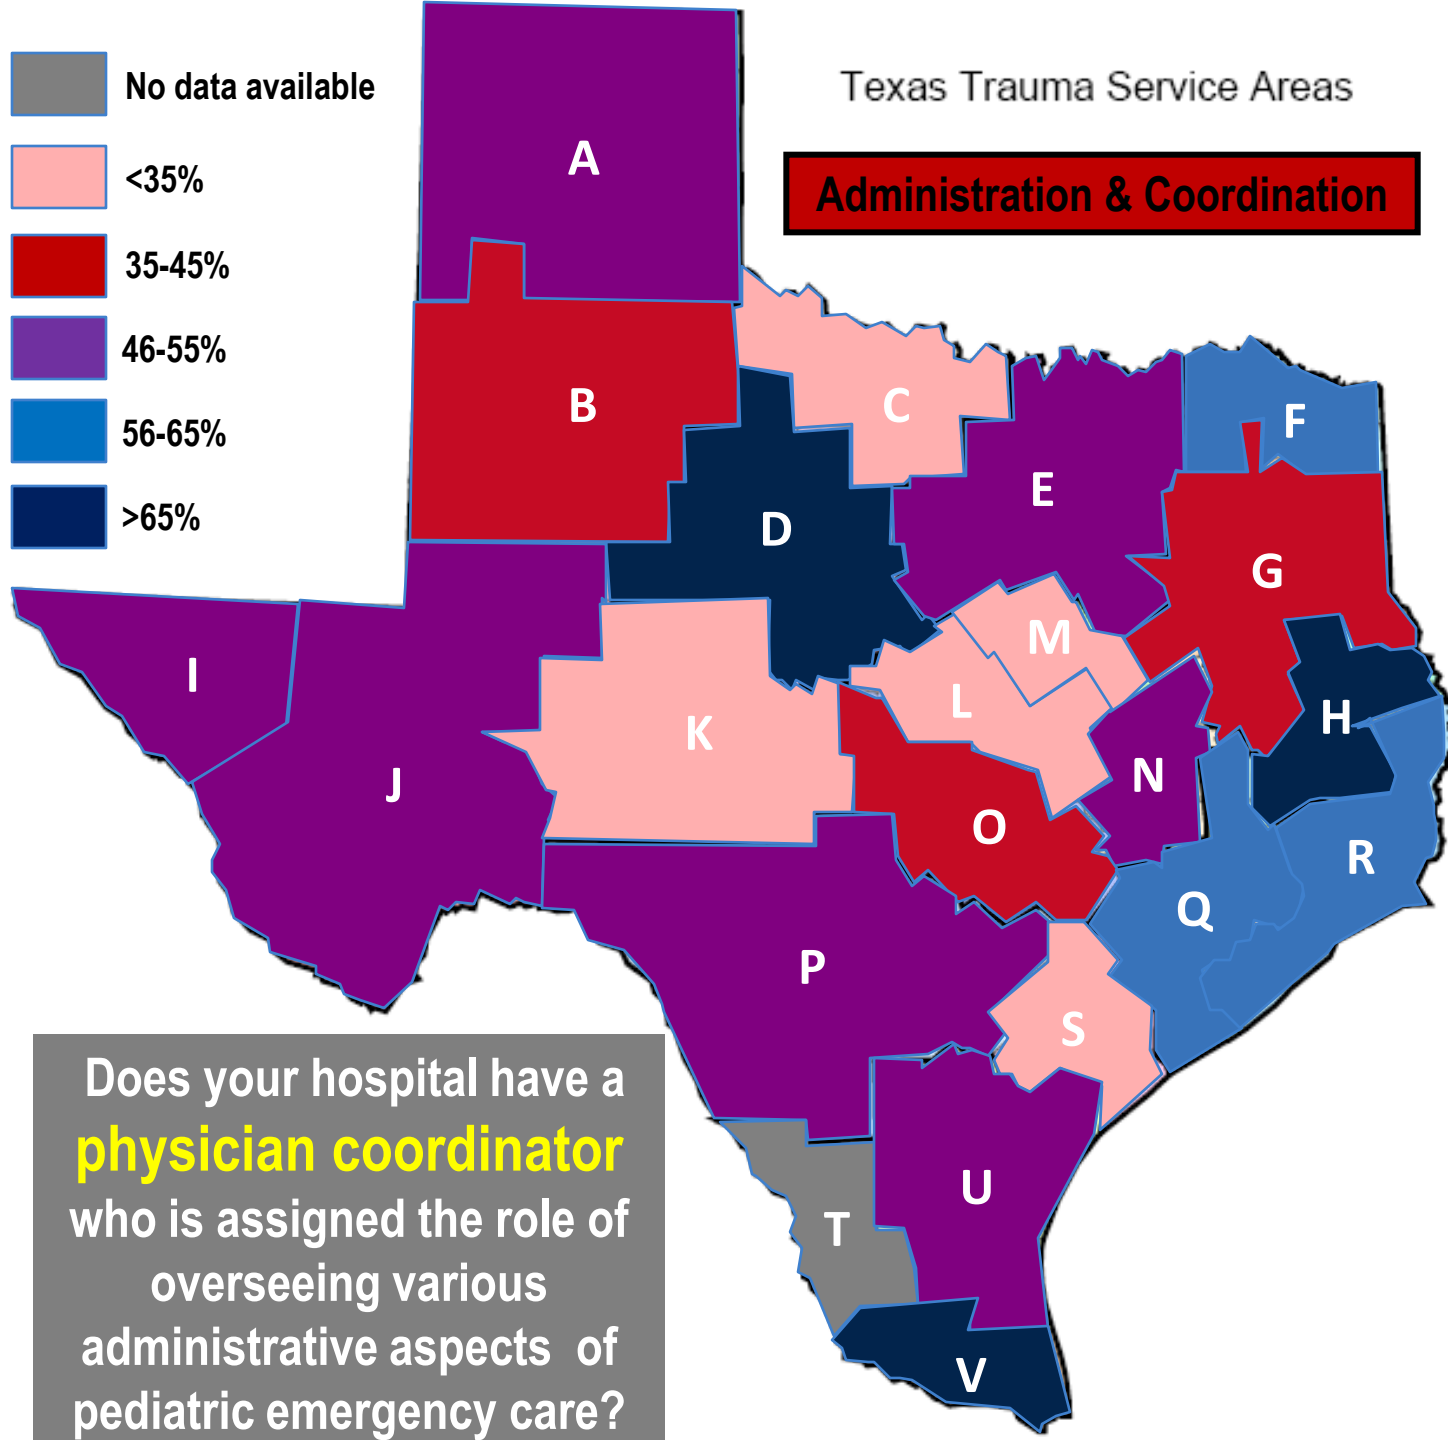 Texas Trauma Service Areas
Administration & Coordination
No data available
<35%
35-45%
46-55%
56-65%
>65%
A
B
C
D
E
F
G
H
I
J
K
L
M
N
O
P
Q
R
S
T
U
V
Does your hospital have a
physician coordinator
who is assigned the role of
overseeing various
administrative aspects of
pediatric emergency care?